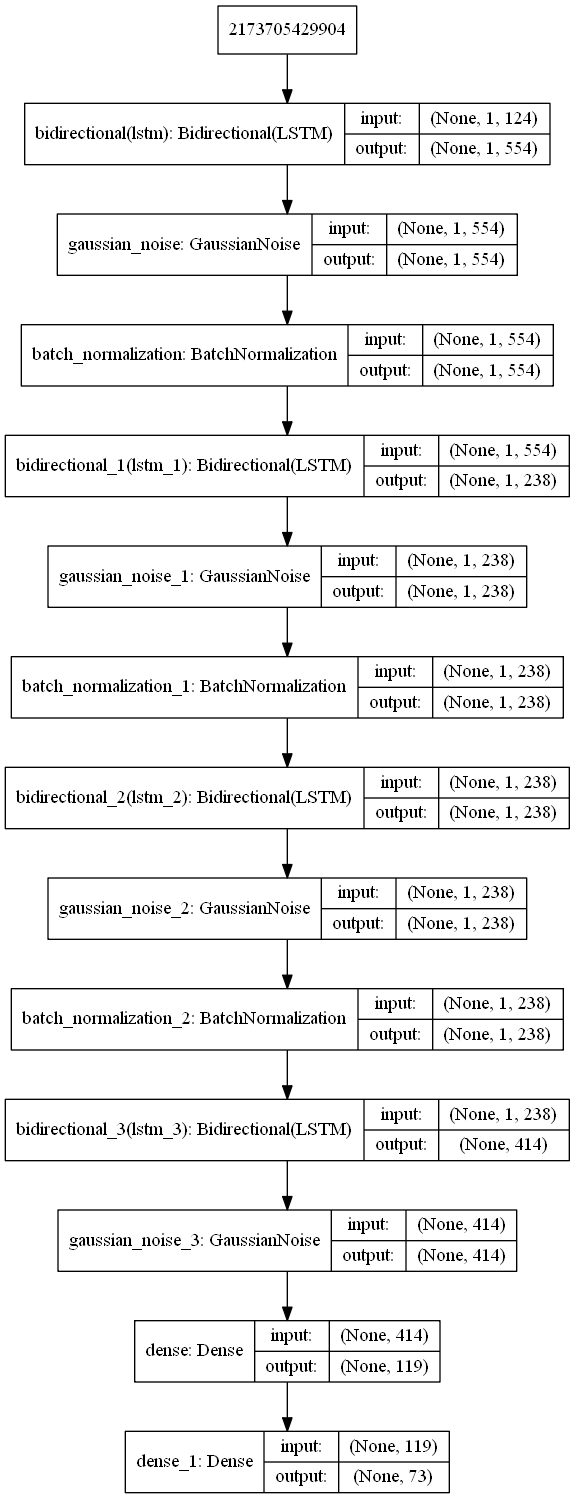 2173705429904
bidirectional(lstm): Bidirectional(LSTM)
input: (None, 1, 124)
output: (None, 1, 554)
gaussian_noise: GaussianNoise
input: (None, 1, 554)
output: (None, 1, 554)
batch_normalization: BatchNormalization
input: (None, 1, 554)
output: (None, 1, 554)
bidirectional_1(lstm_1): Bidirectional(LSTM)
input: (None, 1, 554)
output: (None, 1, 238)
gaussian_noise_1: GaussianNoise
input: (None, 1, 238)
output: (None, 1, 238)
batch_normalization_1: BatchNormalization
input: (None, 1, 238)
output: (None, 1, 238)
bidirectional_2(lstm_2): Bidirectional(LSTM)
input: (None, 1, 238)
output: (None, 1, 238)
gaussian_noise_2: GaussianNoise
input: (None, 1, 238)
output: (None, 1, 238)
batch_normalization_2: BatchNormalization
input: (None, 1, 238)
output: (None, 1, 238)
bidirectional_3(lstm_3): Bidirectional(LSTM)
input: (None, 1, 238)
output: (None, 414)
gaussian_noise_3: GaussianNoise
input: (None, 414)
output: (None, 414)
dense: Dense
input: (None, 414)
output: (None, 119)
dense_1: Dense
input: (None, 119)
output: (None, 73)